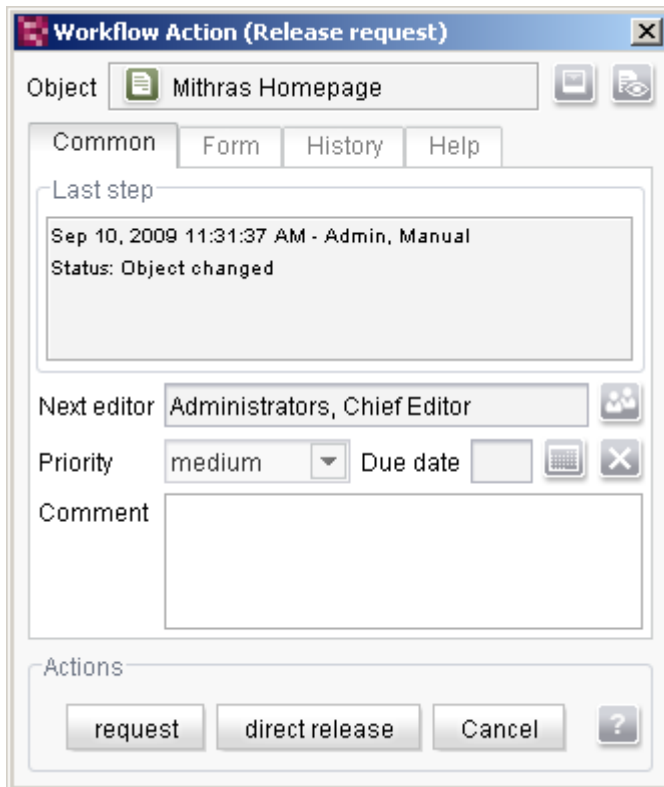 Workflow Action (Release request)
Object Mithras Homepage
Common Form History Help
Last step
Sep 10, 2009 11:31:37 AM - Admin, Manual
Status: Object changed
Next editor Administrators, Chief Editor
Priority medium Due date
Comment
Actions
request direct release Cancel ?